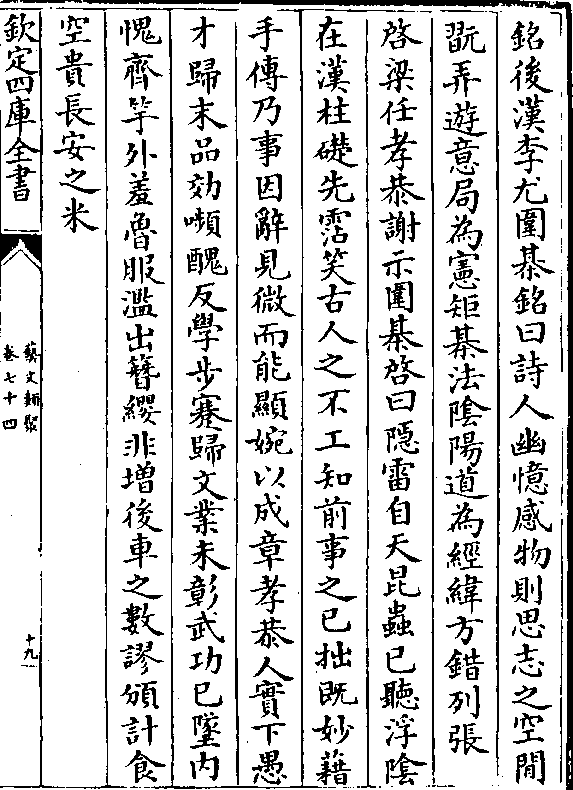 銘後漢李尤圍棊銘曰詩人幽憶感物則思志之空閒
翫弄遊意局為憲矩棊法陰陽道為經緯方錯列張
啓梁任孝恭謝示圍棊啓曰隱雷自天昆蟲已聽浮陰
在漢柱礎先霑笑古人之不工知前事之已拙既妙藉
手傳乃事因辭見微而能顯婉以成章孝恭人實下愚
才歸末品効嚬醜反學步蹇歸文業未彰武功已墜内
愧齊竽外羞魯服濫出簪纓非增後車之數謬頒計食
空貴長安之米
欽定四庫全書
藝文類聚
卷七十四
十九